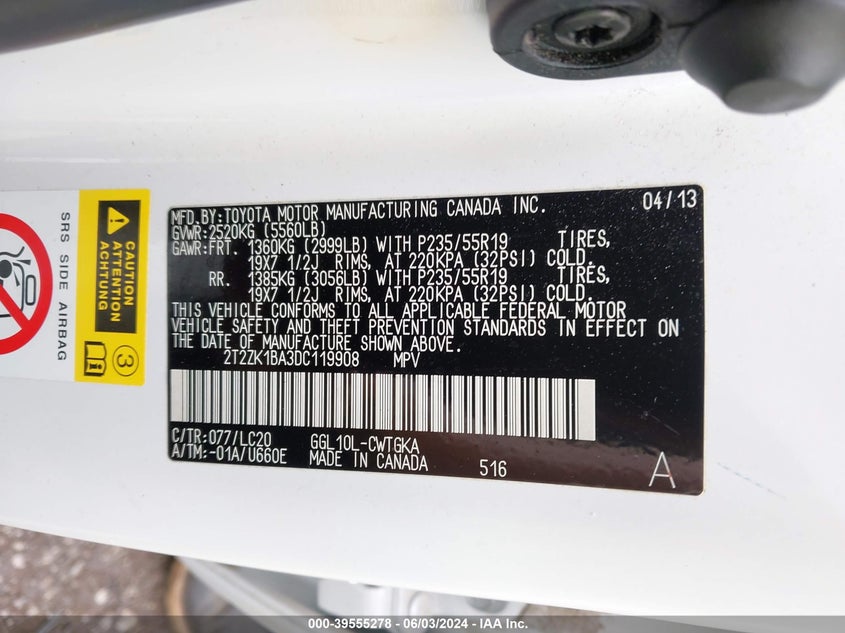 MFD.BY:TOYOTA MOTOR MANUFACTURING CANADA INC. 04/13
GVWR:2520KG (5560LB)
GAWR:FRT. 1360KG (2999LB) WITH P235/55R19 TIRES,
19X7 1/2J RIMS, AT 220KPA (32PSI) COLD.
RR. 1385KG (3056LB) WITH P235/55R19 TIRES,
19X7 1/2J RIMS, AT 220KPA (32PSI) COLD.
THIS VEHICLE CONFORMS TO ALL APPLICABLE FEDERAL MOTOR
VEHICLE SAFETY AND THEFT PREVENTION STANDARDS IN EFFECT ON
THE DATE OF MANUFACTURE SHOWN ABOVE.
2T2ZK1BA3DC119908 MPV
C/TR:077/LC20 GGL10L-CWTGKA
A/TM:-01A/U660E MADE IN CANADA 516 A
CAUTION
ATTENTION
ACHTUNG
3
SRS SIDE AIRBAG
000-39555278 - 06/03/2024 - IAA Inc.